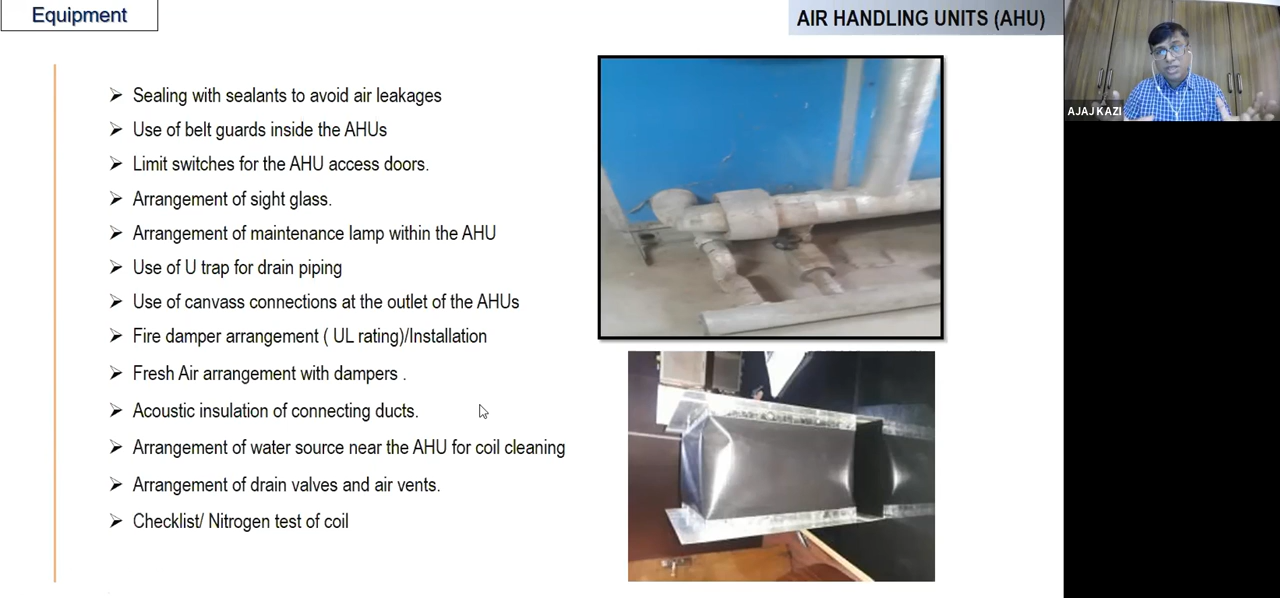 Equipment
AIR HANDLING UNITS (AHU)
Sealing with sealants to avoid air leakages
Use of belt guards inside the AHUs
Limit switches for the AHU access doors.
Arrangement of sight glass.
Arrangement of maintenance lamp within the AHU
Use of U trap for drain piping
Use of canvass connections at the outlet of the AHUs
Fire damper arrangement ( UL rating)/Installation
Fresh Air arrangement with dampers .
Acoustic insulation of connecting ducts.
Arrangement of water source near the AHU for coil cleaning
Arrangement of drain valves and air vents.
Checklist/ Nitrogen test of coil
AJAJ KAZI